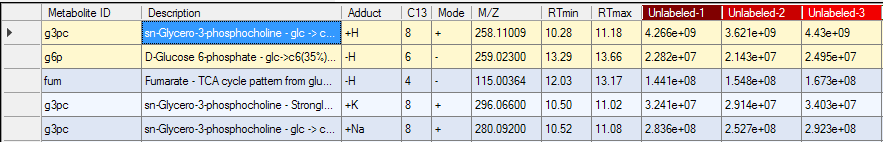 Metabolite ID Description Adduct C13 Mode M/Z RTmin RTmax Unlabeled-1 Unlabeled-2 Unlabeled-3
g3pc sn-Glycero-3-phosphocholine - glc -> c... +H 8 + 258.11009 10.28 11.18 4.266e+09 3.621e+09 4.43e+09
g6p D-Glucose 6-phosphate - glc->c6(35%)... -H 6 - 259.02300 13.29 13.66 2.282e+07 2.143e+07 2.495e+07
fum Fumarate - TCA cycle pattern from glu... -H 4 - 115.00364 12.03 13.17 1.441e+08 1.548e+08 1.673e+08
g3pc sn-Glycero-3-phosphocholine - Strongl... +K 8 + 296.06600 10.50 11.02 3.241e+07 2.914e+07 3.403e+07
g3pc sn-Glycero-3-phosphocholine - glc -> c... +Na 8 + 280.09200 10.52 11.08 2.836e+08 2.527e+08 2.923e+08